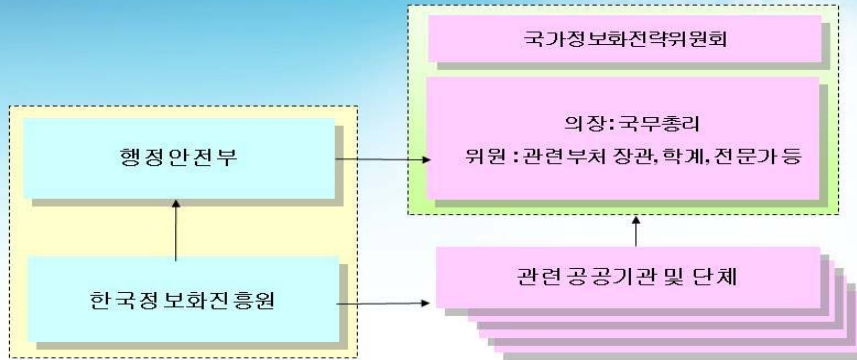 국가정보화전략위원회
의장:국무총리
위원 :관련부처 장관,학계,전문가 등
행정안전부
한국정보화진흥원
관련 공공기관 및 단체